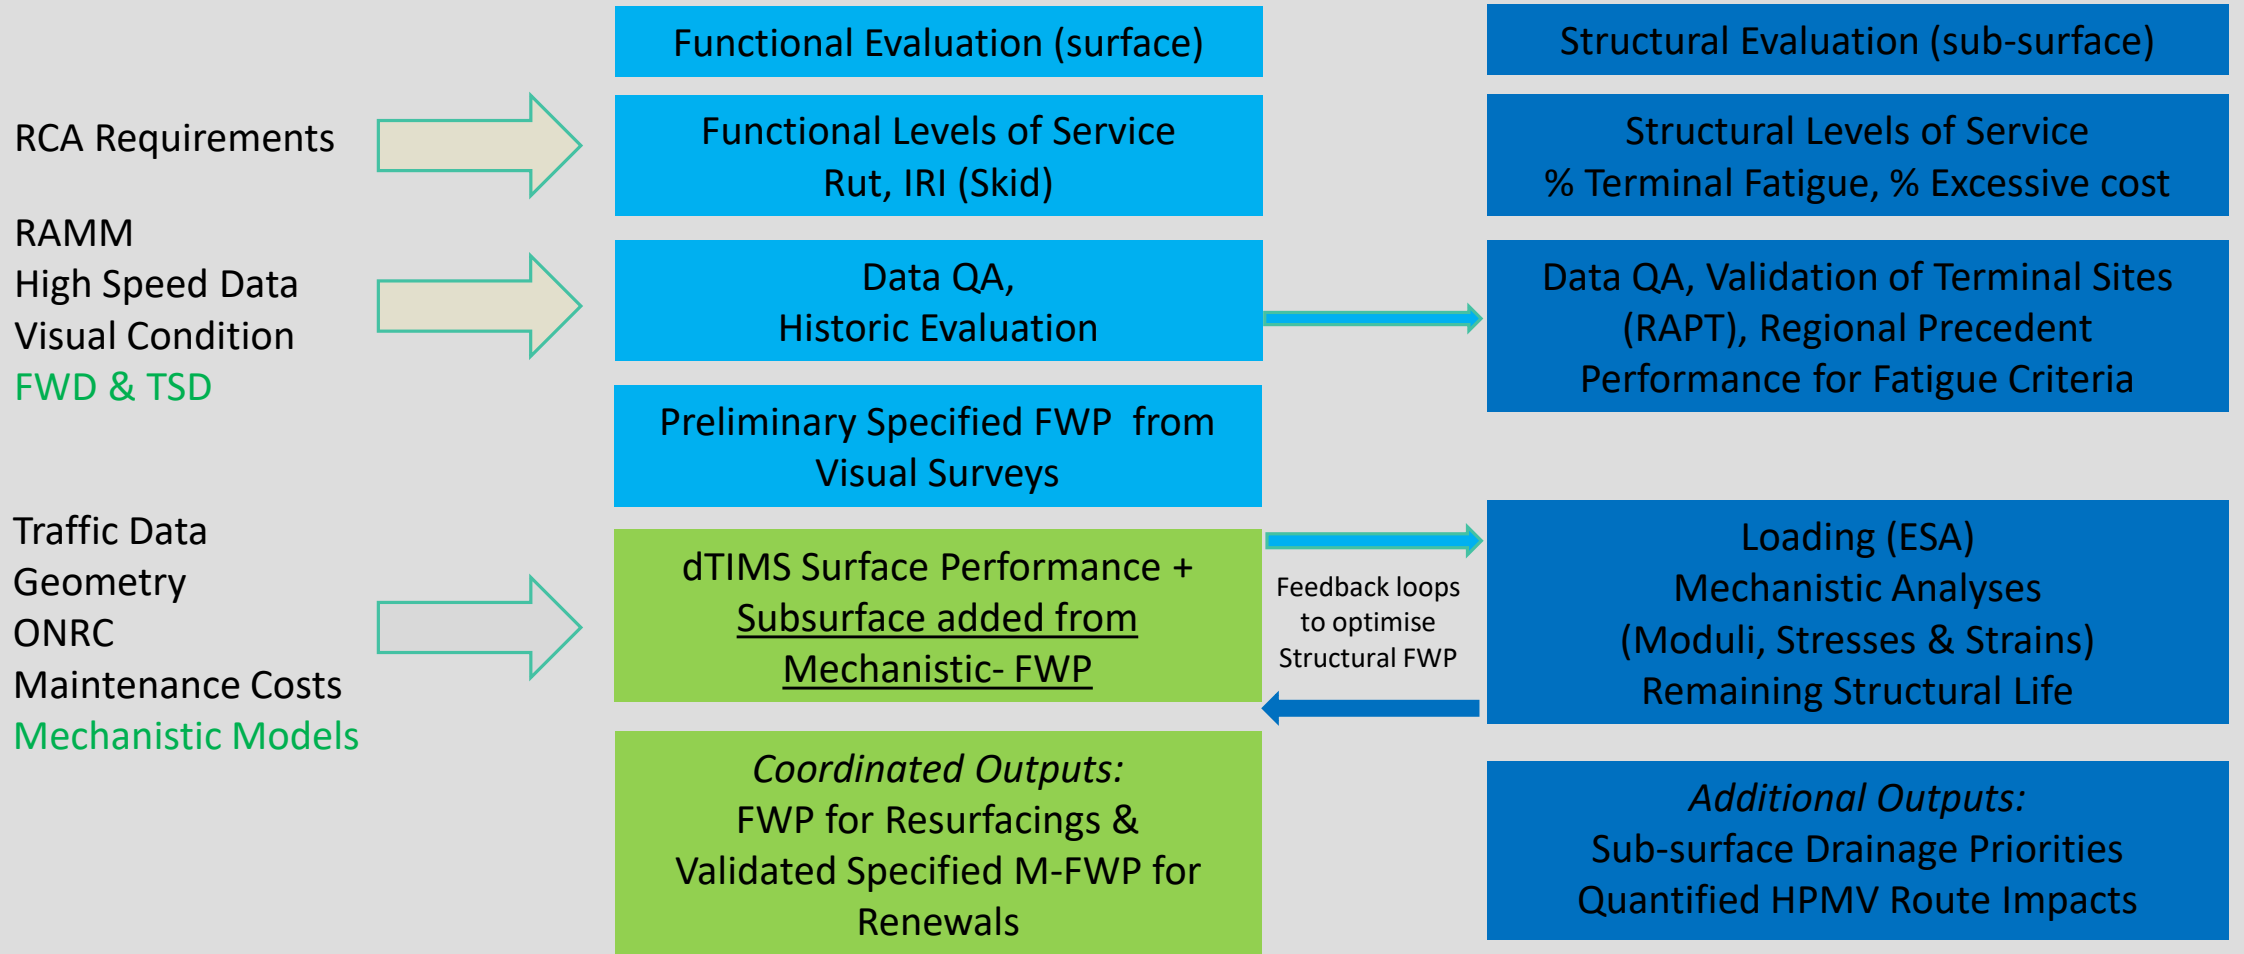 Functional Evaluation (surface)
Structural Evaluation (sub-surface)
RCA Requirements
Functional Levels of Service
Rut, IRI (Skid)
Structural Levels of Service
% Terminal Fatigue, % Excessive cost
RAMM
High Speed Data
Visual Condition
FWD & TSD
Data QA,
Historic Evaluation
Data QA, Validation of Terminal Sites
(RAPT), Regional Precedent
Performance for Fatigue Criteria
Preliminary Specified FWP from
Visual Surveys
Traffic Data
Geometry
ONRC
Maintenance Costs
Mechanistic Models
dTIMS Surface Performance +
Subsurface added from
Mechanistic- FWP
Feedback loops
to optimise
Structural FWP
Loading (ESA)
Mechanistic Analyses
(Moduli, Stresses & Strains)
Remaining Structural Life
Coordinated Outputs:
FWP for Resurfacings &
Validated Specified M-FWP for
Renewals
Additional Outputs:
Sub-surface Drainage Priorities
Quantified HPMV Route Impacts